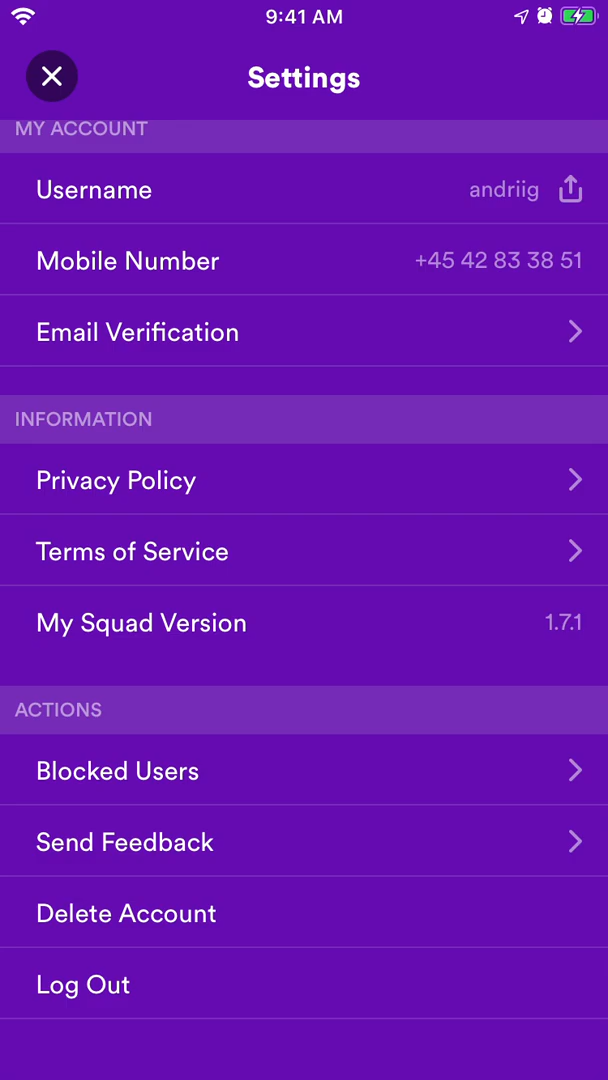 9:41 AM
Settings
MY ACCOUNT
Username andriig
Mobile Number +45 42 83 38 51
Email Verification
INFORMATION
Privacy Policy
Terms of Service
My Squad Version 1.7.1
ACTIONS
Blocked Users
Send Feedback
Delete Account
Log Out